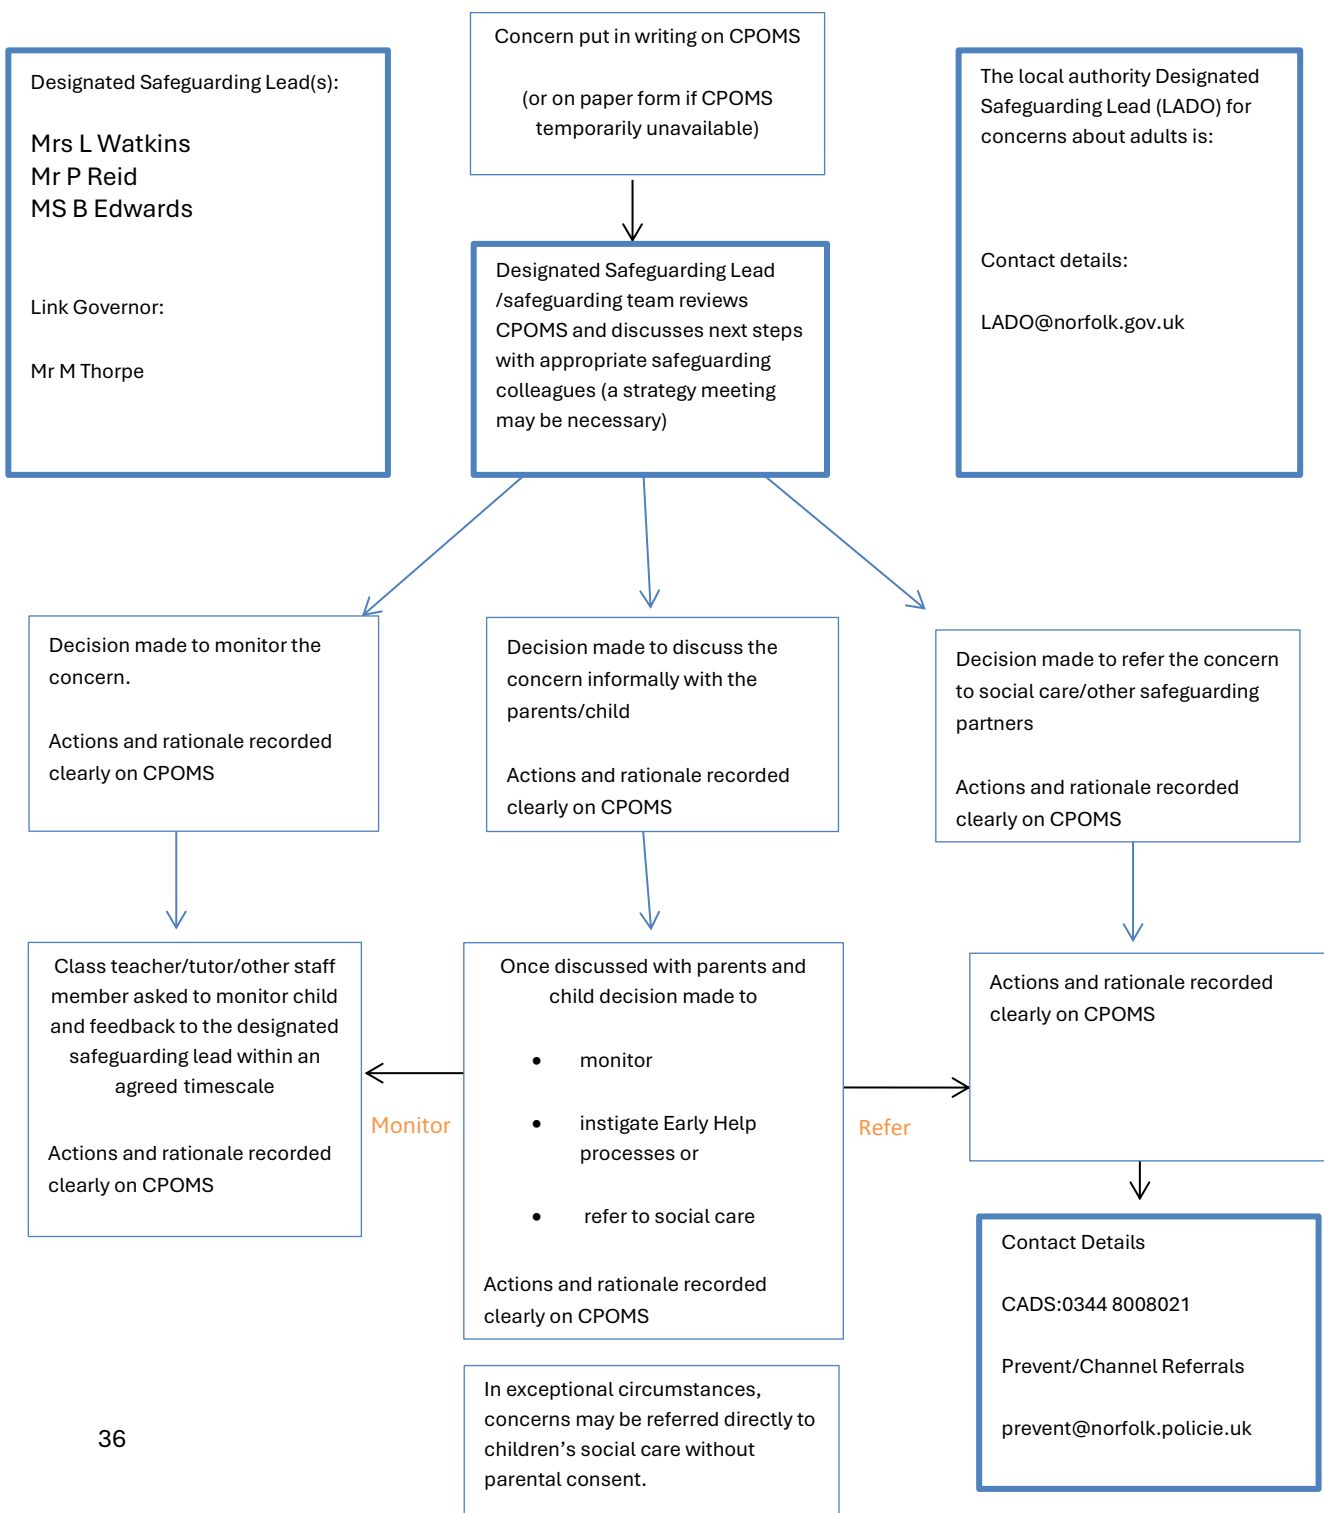 Concern put in writing on CPOMS
(or on paper form if CPOMS
temporarily unavailable)
Designated Safeguarding Lead(s):
Mrs L Watkins
Mr P Reid
MS B Edwards
Link Governor:
Mr M Thorpe
The local authority Designated
Safeguarding Lead (LADO) for
concerns about adults is:
Contact details:
LADO@norfolk.gov.uk
Designated Safeguarding Lead
/safeguarding team reviews
CPOMS and discusses next steps
with appropriate safeguarding
colleagues (a strategy meeting
may be necessary)
Decision made to monitor the
concern.
Actions and rationale recorded
clearly on CPOMS
Decision made to discuss the
concern informally with the
parents/child
Actions and rationale recorded
clearly on CPOMS
Decision made to refer the concern
to social care/other safeguarding
partners
Actions and rationale recorded
clearly on CPOMS
Class teacher/tutor/other staff
member asked to monitor child
and feedback to the designated
safeguarding lead within an
agreed timescale
Actions and rationale recorded
clearly on CPOMS
Monitor
Once discussed with parents and
child decision made to
• monitor
• instigate Early Help
processes or
• refer to social care
Actions and rationale recorded
clearly on CPOMS
Refer
Actions and rationale recorded
clearly on CPOMS
Contact Details
CADS:0344 8008021
Prevent/Channel Referrals
prevent@norfolk.policie.uk
In exceptional circumstances,
concerns may be referred directly to
children’s social care without
parental consent.
36